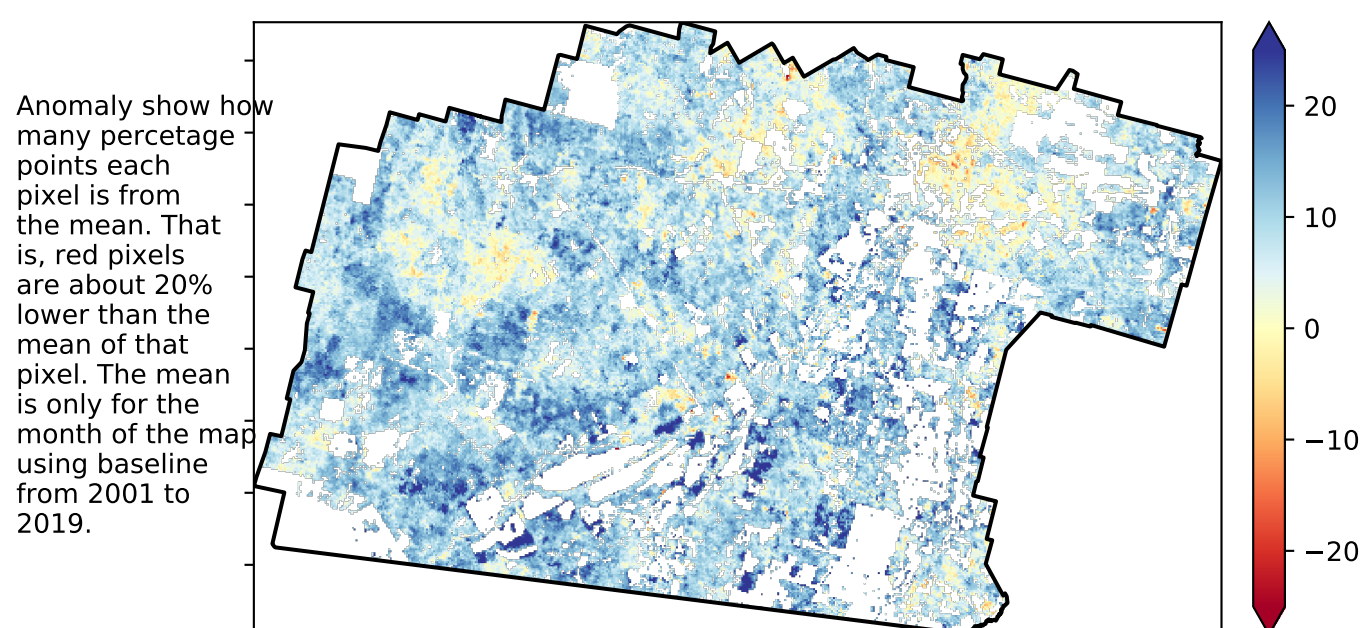 Anomaly show how
many percetage
points each
pixel is from
the mean. That
is, red pixels
are about 20%
lower than the
mean of that
pixel. The mean
is only for the
month of the map
using baseline
from 2001 to
2019.
20
10
0
−10
−20